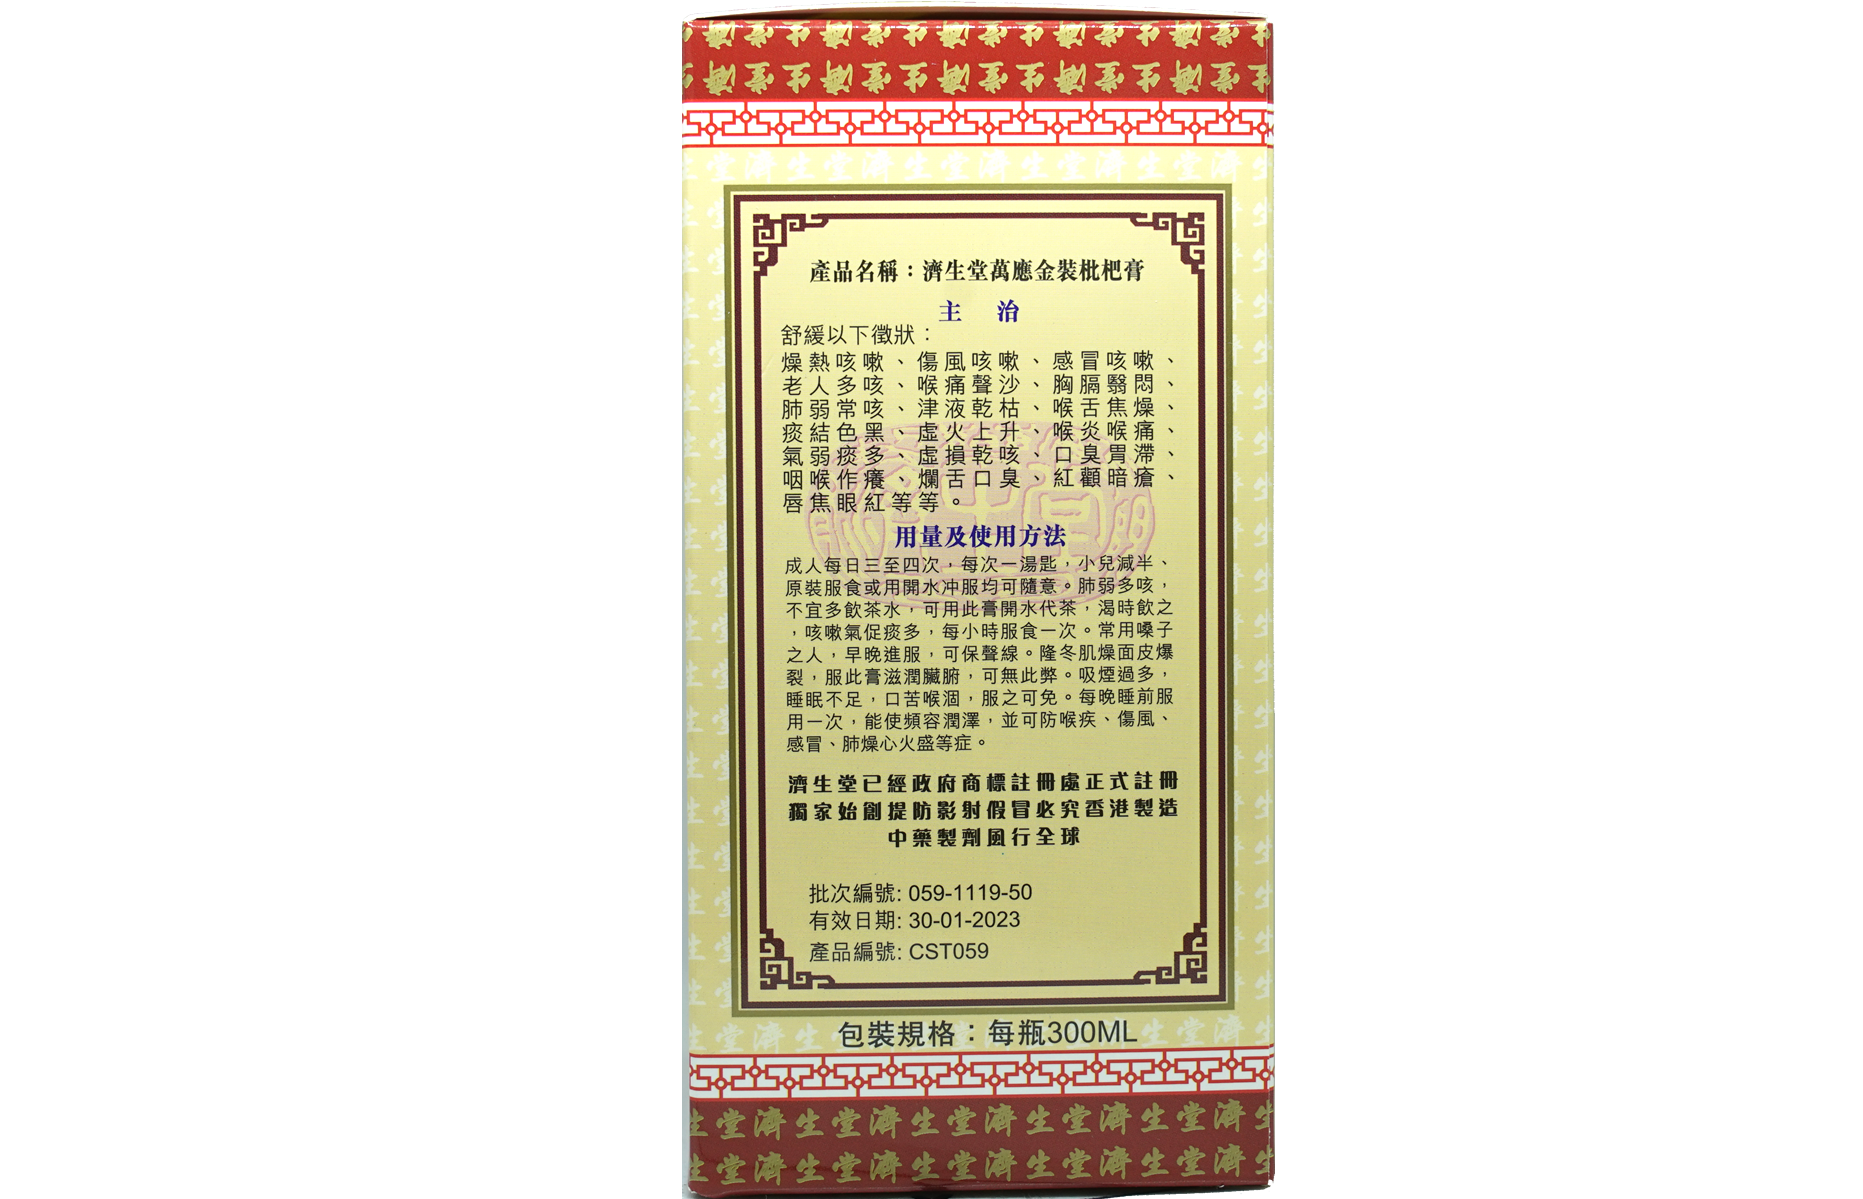 產品名稱：濟生堂萬應金裝枇杷膏
主 治
舒緩以下徵狀：
燥熱咳嗽、傷風咳嗽、感冒咳嗽、
老人多咳、喉痛聲沙、胸膈翳悶、
肺弱常咳、津液乾枯、喉舌焦燥、
痰結色黑、虛火上升、喉炎喉痛、
氣弱痰多、虛損乾咳、口臭胃滯、
咽喉作癢、爛舌口臭、紅顴暗瘡、
唇焦眼紅等等。
用量及使用方法
成人每日三至四次，每次一湯匙，小兒減半、
原裝服食或用開水冲服均可隨意。肺弱多咳，
不宜多飲茶水，可用此膏開水代茶，渴時飲之
，咳嗽氣促痰多，每小時服食一次。常用嗓子
之人，早晚進服，可保聲線。隆冬肌燥面皮爆
裂，服此膏滋潤臟腑，可無此弊。吸煙過多，
睡眠不足，口苦喉涸，服之可免。每晚睡前服
用一次，能使頻容潤澤，並可防喉疾、傷風、
感冒、肺燥心火盛等症。
濟生堂已經政府商標註冊處正式註冊
獨家始創提防影射假冒必究香港製造
中藥製劑風行全球
批次編號: 059-1119-50
有效日期: 30-01-2023
產品編號: CST059
包裝規格：每瓶300ML